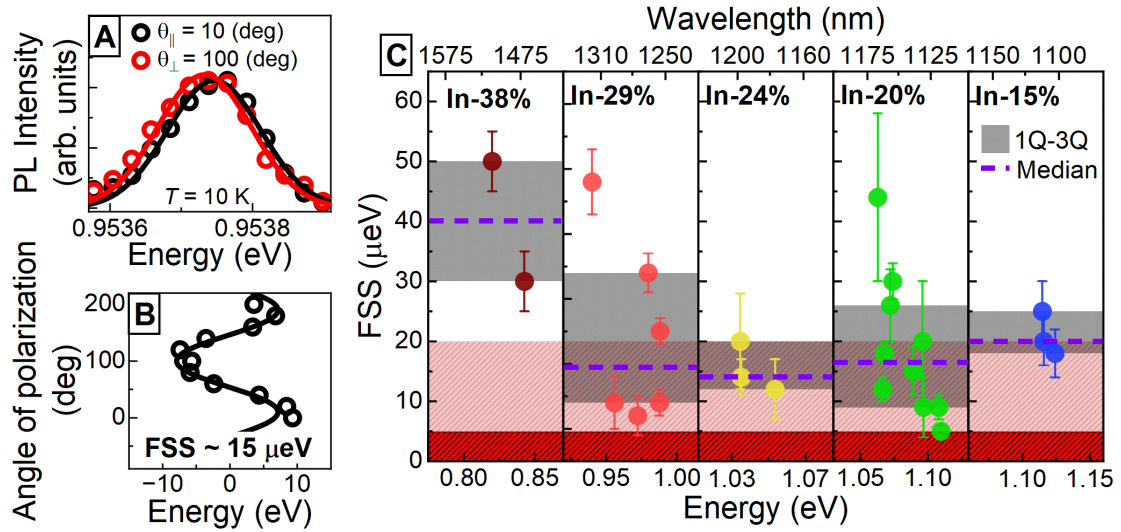 A
θ∥ = 10 (deg)
θ⊥ = 100 (deg)
PL Intensity
(arb. units)
T = 10 K
0.9536 0.9538
Energy (eV)
B
Angle of polarization
(deg)
200
100
0
FSS ~ 15 µeV
−10 0 10
Energy (eV)
C
Wavelength (nm)
1575 1475 1310 1250 1200 1160 1175 1125 1150 1100
In-38% In-29% In-24% In-20% In-15%
1Q-3Q
Median
FSS (µeV)
60
50
40
30
20
10
0
0.80 0.85 0.96 1.00 1.03 1.07 1.05 1.10 1.10 1.15
Energy (eV)